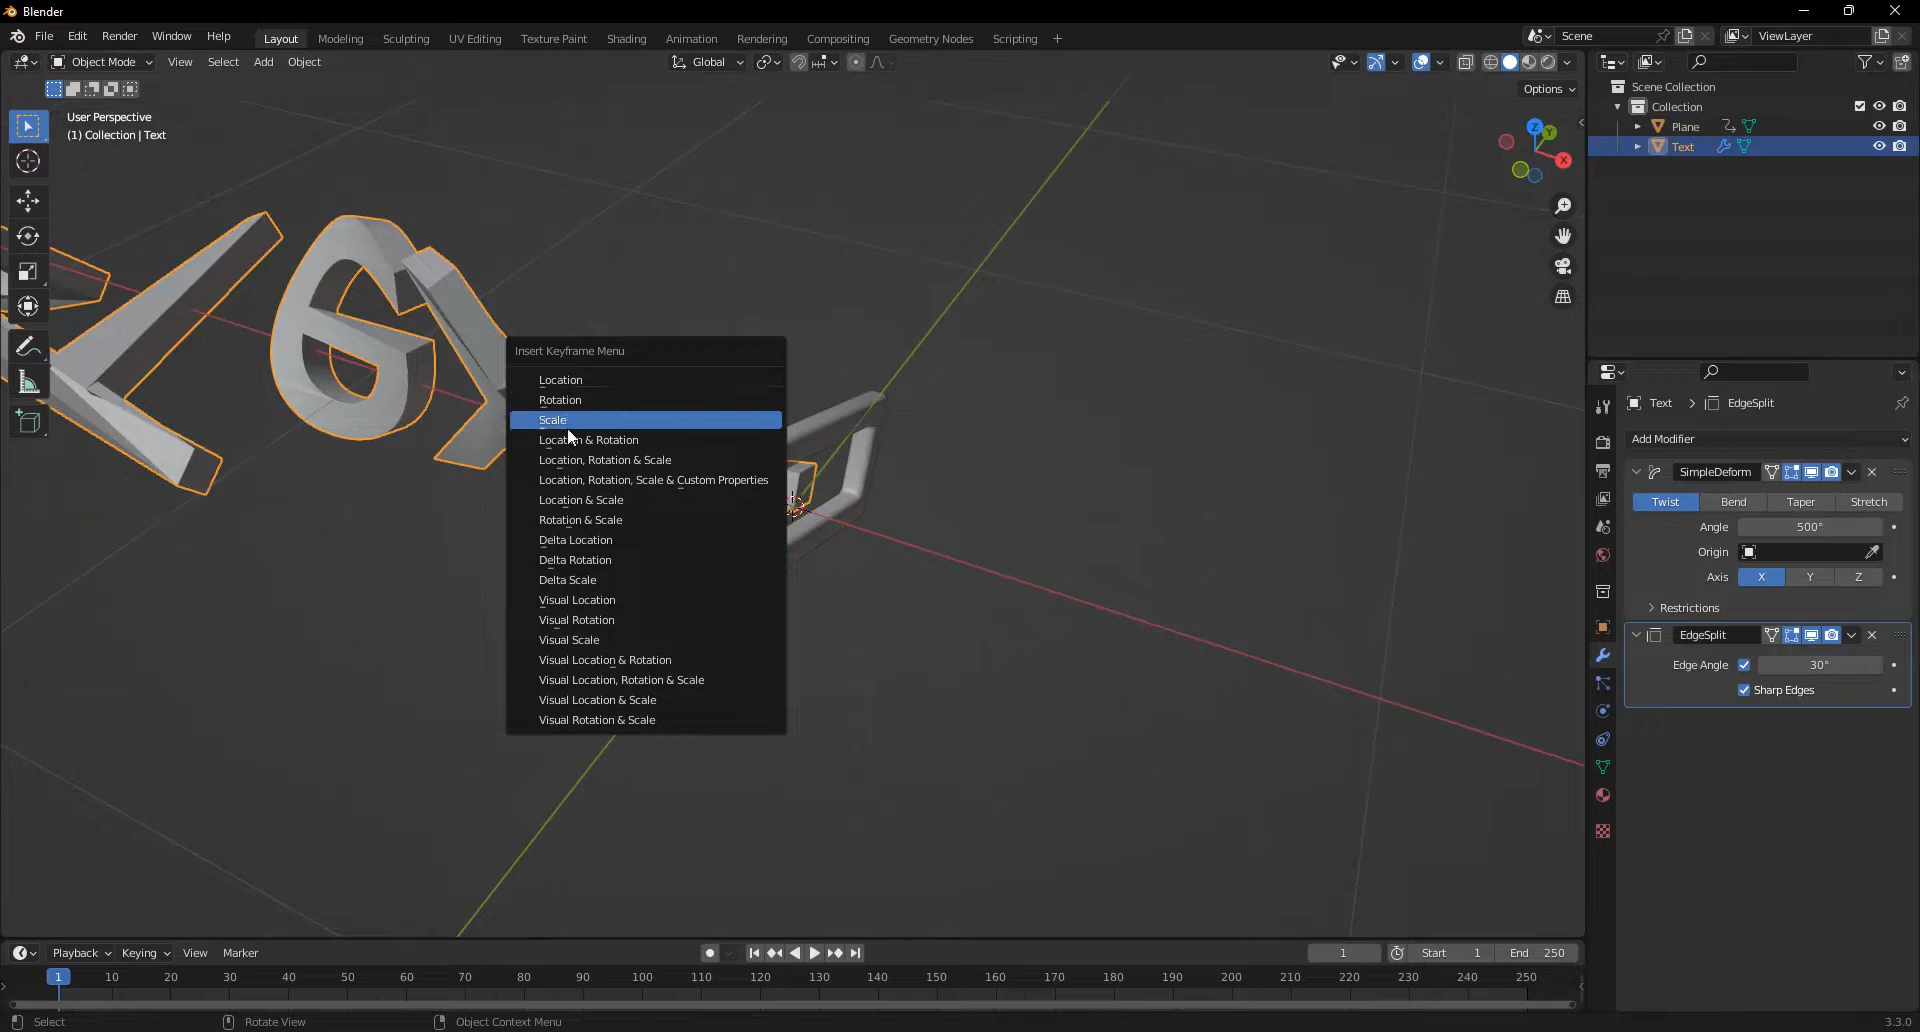 Blender
File Edit Render Window Help Layout Modeling Sculpting UV Editing Texture Paint Shading Animation Rendering Compositing Geometry Nodes Scripting + Scene ViewLayer
Object Mode View Select Add Object Global
Options
User Perspective
(1) Collection | Text
Z
Y
X
Scene Collection
Collection
Plane
Text
Insert Keyframe Menu
Location
Rotation
Scale
Location & Rotation
Location, Rotation & Scale
Location, Rotation, Scale & Custom Properties
Location & Scale
Rotation & Scale
Delta Location
Delta Rotation
Delta Scale
Visual Location
Visual Rotation
Visual Scale
Visual Location & Rotation
Visual Location, Rotation & Scale
Visual Location & Scale
Visual Rotation & Scale
Text > EdgeSplit
Add Modifier
SimpleDeform
Twist Bend Taper Stretch
Angle 500°
Origin
Axis X Y Z
Restrictions
EdgeSplit
Edge Angle 30°
Sharp Edges
Playback Keying View Marker 1 Start 1 End 250
1 10 20 30 40 50 60 70 80 90 100 110 120 130 140 150 160 170 180 190 200 210 220 230 240 250
Select Rotate View Object Context Menu 3.3.0